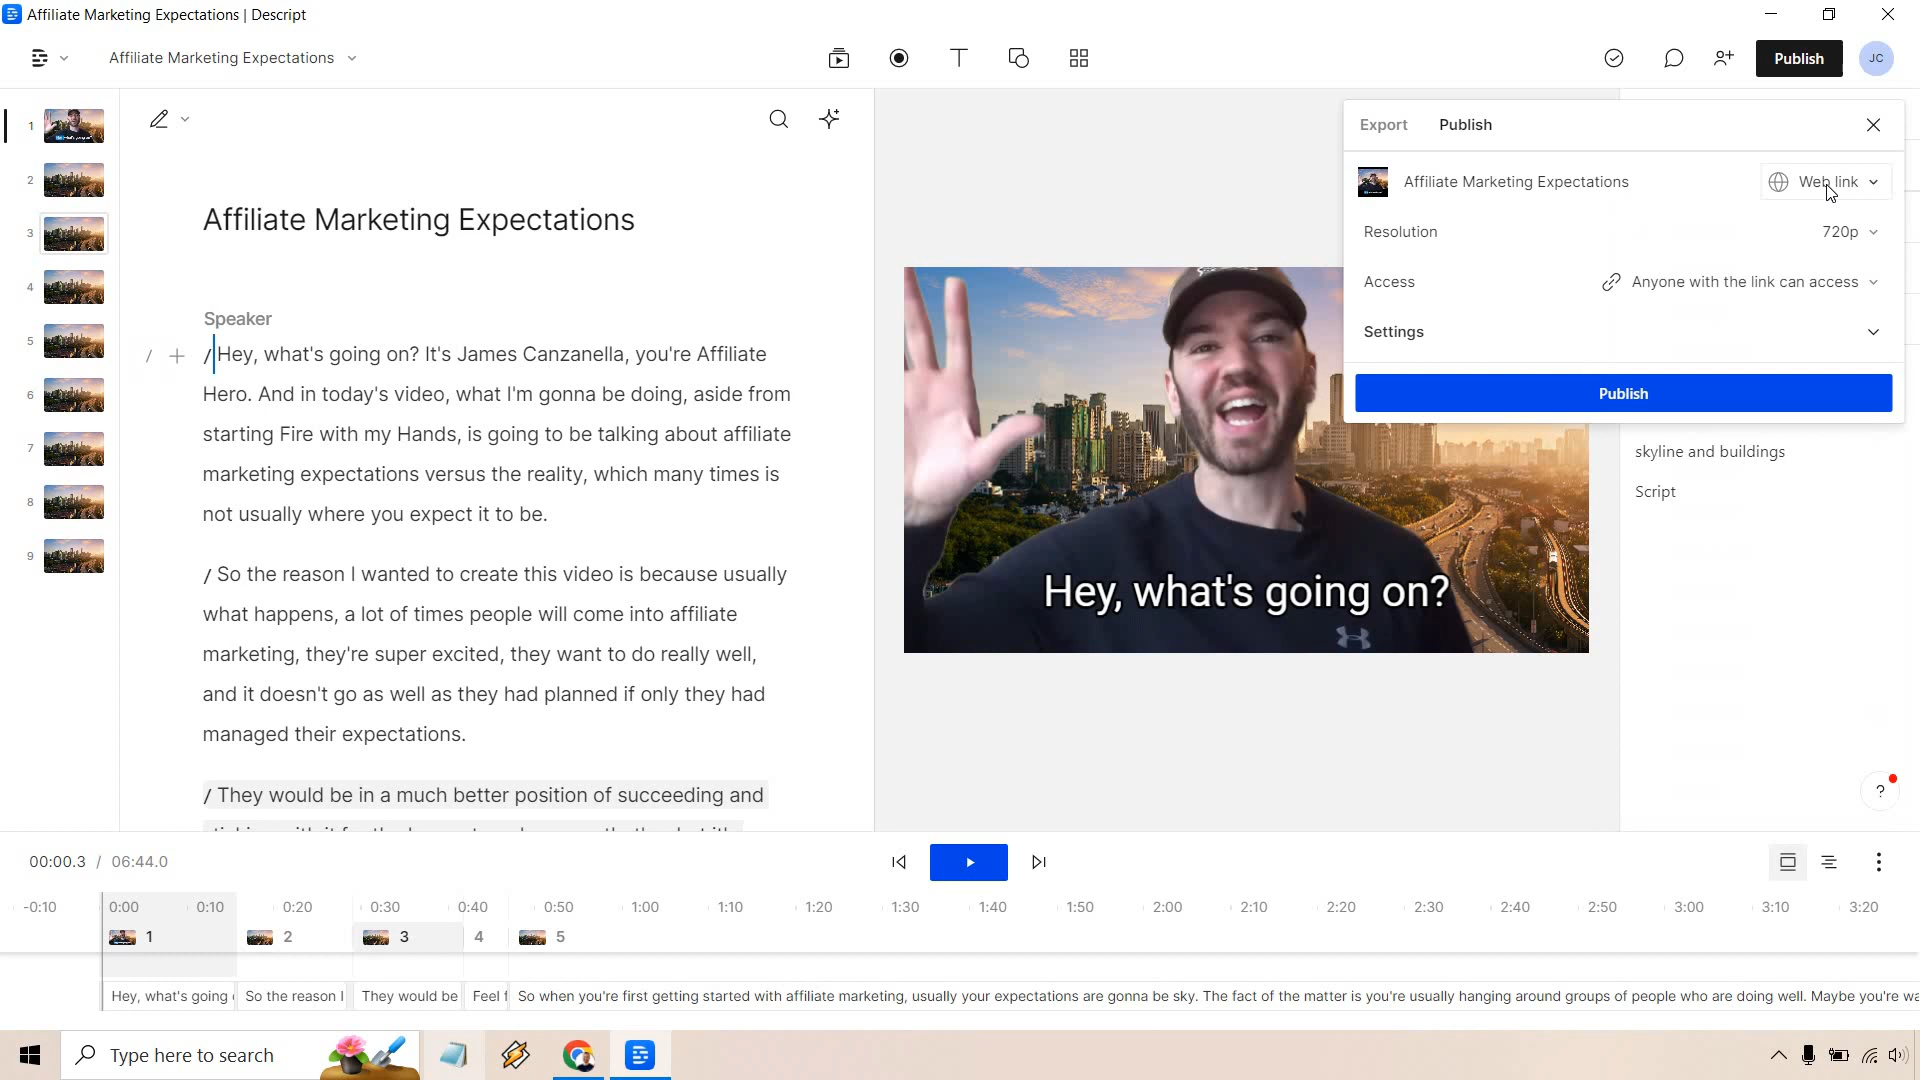 Affiliate Marketing Expectations | Descript
Affiliate Marketing Expectations
Publish
JC
Export
Publish
Affiliate Marketing Expectations
Web link
Resolution
720p
Access
Anyone with the link can access
Settings
Publish
skyline and buildings
Script
1
2
3
4
5
6
7
8
9
Affiliate Marketing Expectations
Speaker
/ Hey, what's going on? It's James Canzanella, you're Affiliate
Hero. And in today's video, what I'm gonna be doing, aside from
starting Fire with my Hands, is going to be talking about affiliate
marketing expectations versus the reality, which many times is
not usually where you expect it to be.
/ So the reason I wanted to create this video is because usually
what happens, a lot of times people will come into affiliate
marketing, they're super excited, they want to do really well,
and it doesn't go as well as they had planned if only they had
managed their expectations.
/ They would be in a much better position of succeeding and
Hey, what's going on?
?
00:00.3 / 06:44.0
-0:10 0:00 0:10 0:20 0:30 0:40 0:50 1:00 1:10 1:20 1:30 1:40 1:50 2:00 2:10 2:20 2:30 2:40 2:50 3:00 3:10 3:20
1 2 3 4 5
Hey, what's going So the reason I They would be Feel So when you're first getting started with affiliate marketing, usually your expectations are gonna be sky. The fact of the matter is you're usually hanging around groups of people who are doing well. Maybe you're
Type here to search